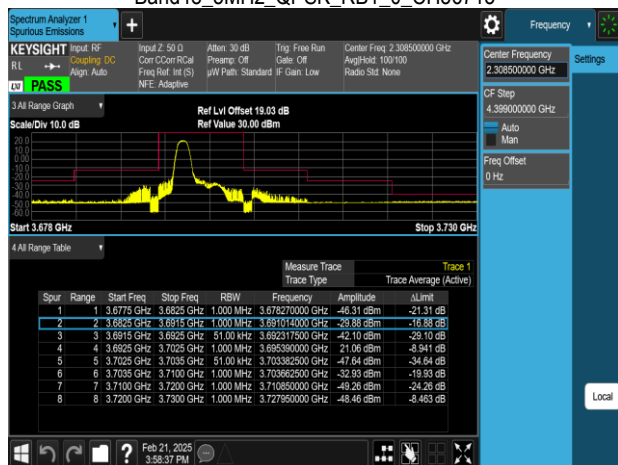 Spectrum Analyzer 1
Spurious Emissions
Frequency
KEYSIGHT
RL
Input: RF
Coupling: DC
Align: Auto
Input Z: 50 Ω
Corr CCorr RCal
Freq Ref: Int (S)
NFE: Adaptive
Atten: 30 dB
Preamp: Off
µW Path: Standard
Trig: Free Run
Gate: Off
IF Gain: Low
Center Freq: 2.308500000 GHz
Avg|Hold: 100/100
Radio Std: None
LXI PASS
Center Frequency
2.308500000 GHz
Settings
CF Step
4.399000000 GHz
Auto
Man
Freq Offset
0 Hz
3 All Range Graph
Scale/Div 10.0 dB
Ref Lvl Offset 19.03 dB
Ref Value 30.00 dBm
20.0
10.0
0.00
-10.0
-20.0
-30.0
-40.0
-50.0
-60.0
Start 3.678 GHz
Stop 3.730 GHz
4 All Range Table
Measure Trace Trace 1
Trace Type Trace Average (Active)
Spur Range Start Freq Stop Freq RBW Frequency Amplitude ΔLimit
1 1 3.6775 GHz 3.6825 GHz 1.000 MHz 3.678270000 GHz -46.31 dBm -21.31 dB
2 2 3.6825 GHz 3.6915 GHz 1.000 MHz 3.691014000 GHz -29.88 dBm -16.88 dB
3 3 3.6915 GHz 3.6925 GHz 51.00 kHz 3.692317500 GHz -42.10 dBm -29.10 dB
4 4 3.6925 GHz 3.7025 GHz 1.000 MHz 3.695390000 GHz 21.06 dBm -8.941 dB
5 5 3.7025 GHz 3.7035 GHz 51.00 kHz 3.703382500 GHz -47.64 dBm -34.64 dB
6 6 3.7035 GHz 3.7100 GHz 1.000 MHz 3.703662500 GHz -32.93 dBm -19.93 dB
7 7 3.7100 GHz 3.7200 GHz 1.000 MHz 3.710850000 GHz -49.26 dBm -24.26 dB
8 8 3.7200 GHz 3.7300 GHz 1.000 MHz 3.727950000 GHz -48.46 dBm -8.463 dB
Local
?
Feb 21, 2025
3:58:37 PM